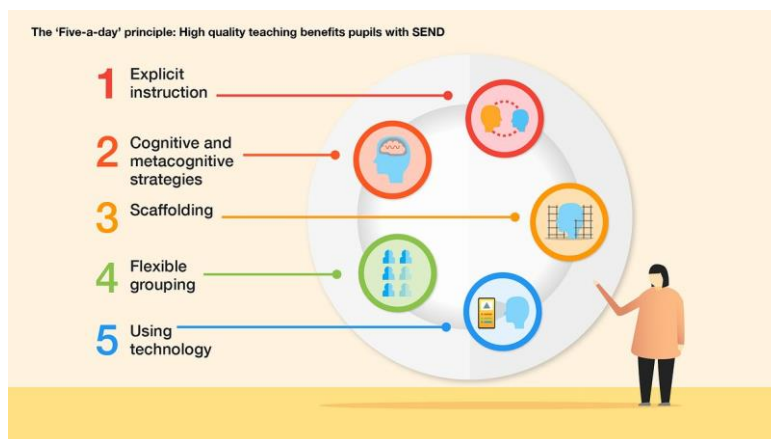 The ‘Five-a-day’ principle: High quality teaching benefits pupils with SEND
1 Explicit
instruction
2 Cognitive and
metacognitive
strategies
3 Scaffolding
4 Flexible
grouping
5 Using
technology